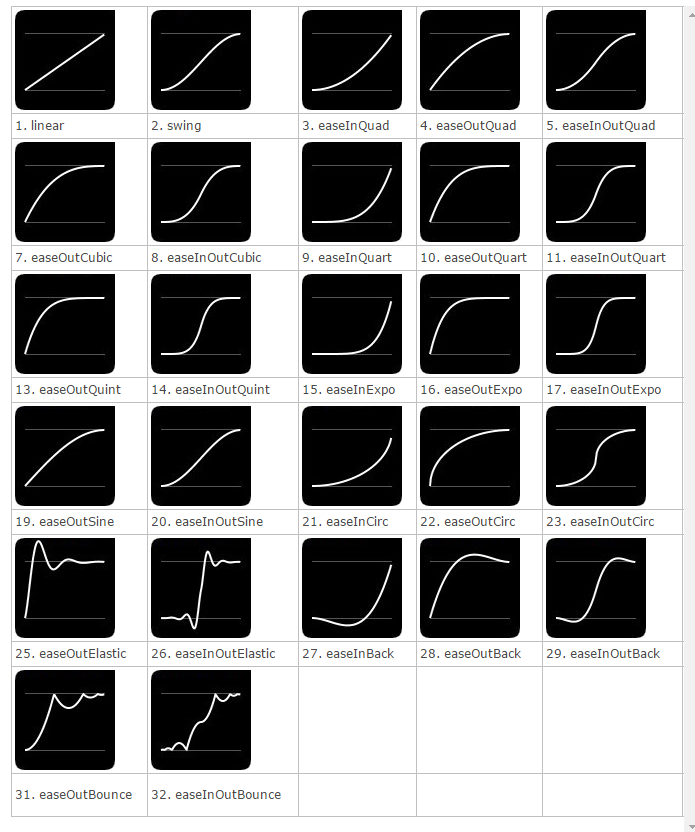 1. linear
2. swing
3. easeInQuad
4. easeOutQuad
5. easeInOutQuad
7. easeOutCubic
8. easeInOutCubic
9. easeInQuart
10. easeOutQuart
11. easeInOutQuart
13. easeOutQuint
14. easeInOutQuint
15. easeInExpo
16. easeOutExpo
17. easeInOutExpo
19. easeOutSine
20. easeInOutSine
21. easeInCirc
22. easeOutCirc
23. easeInOutCirc
25. easeOutElastic
26. easeInOutElastic
27. easeInBack
28. easeOutBack
29. easeInOutBack
31. easeOutBounce
32. easeInOutBounce